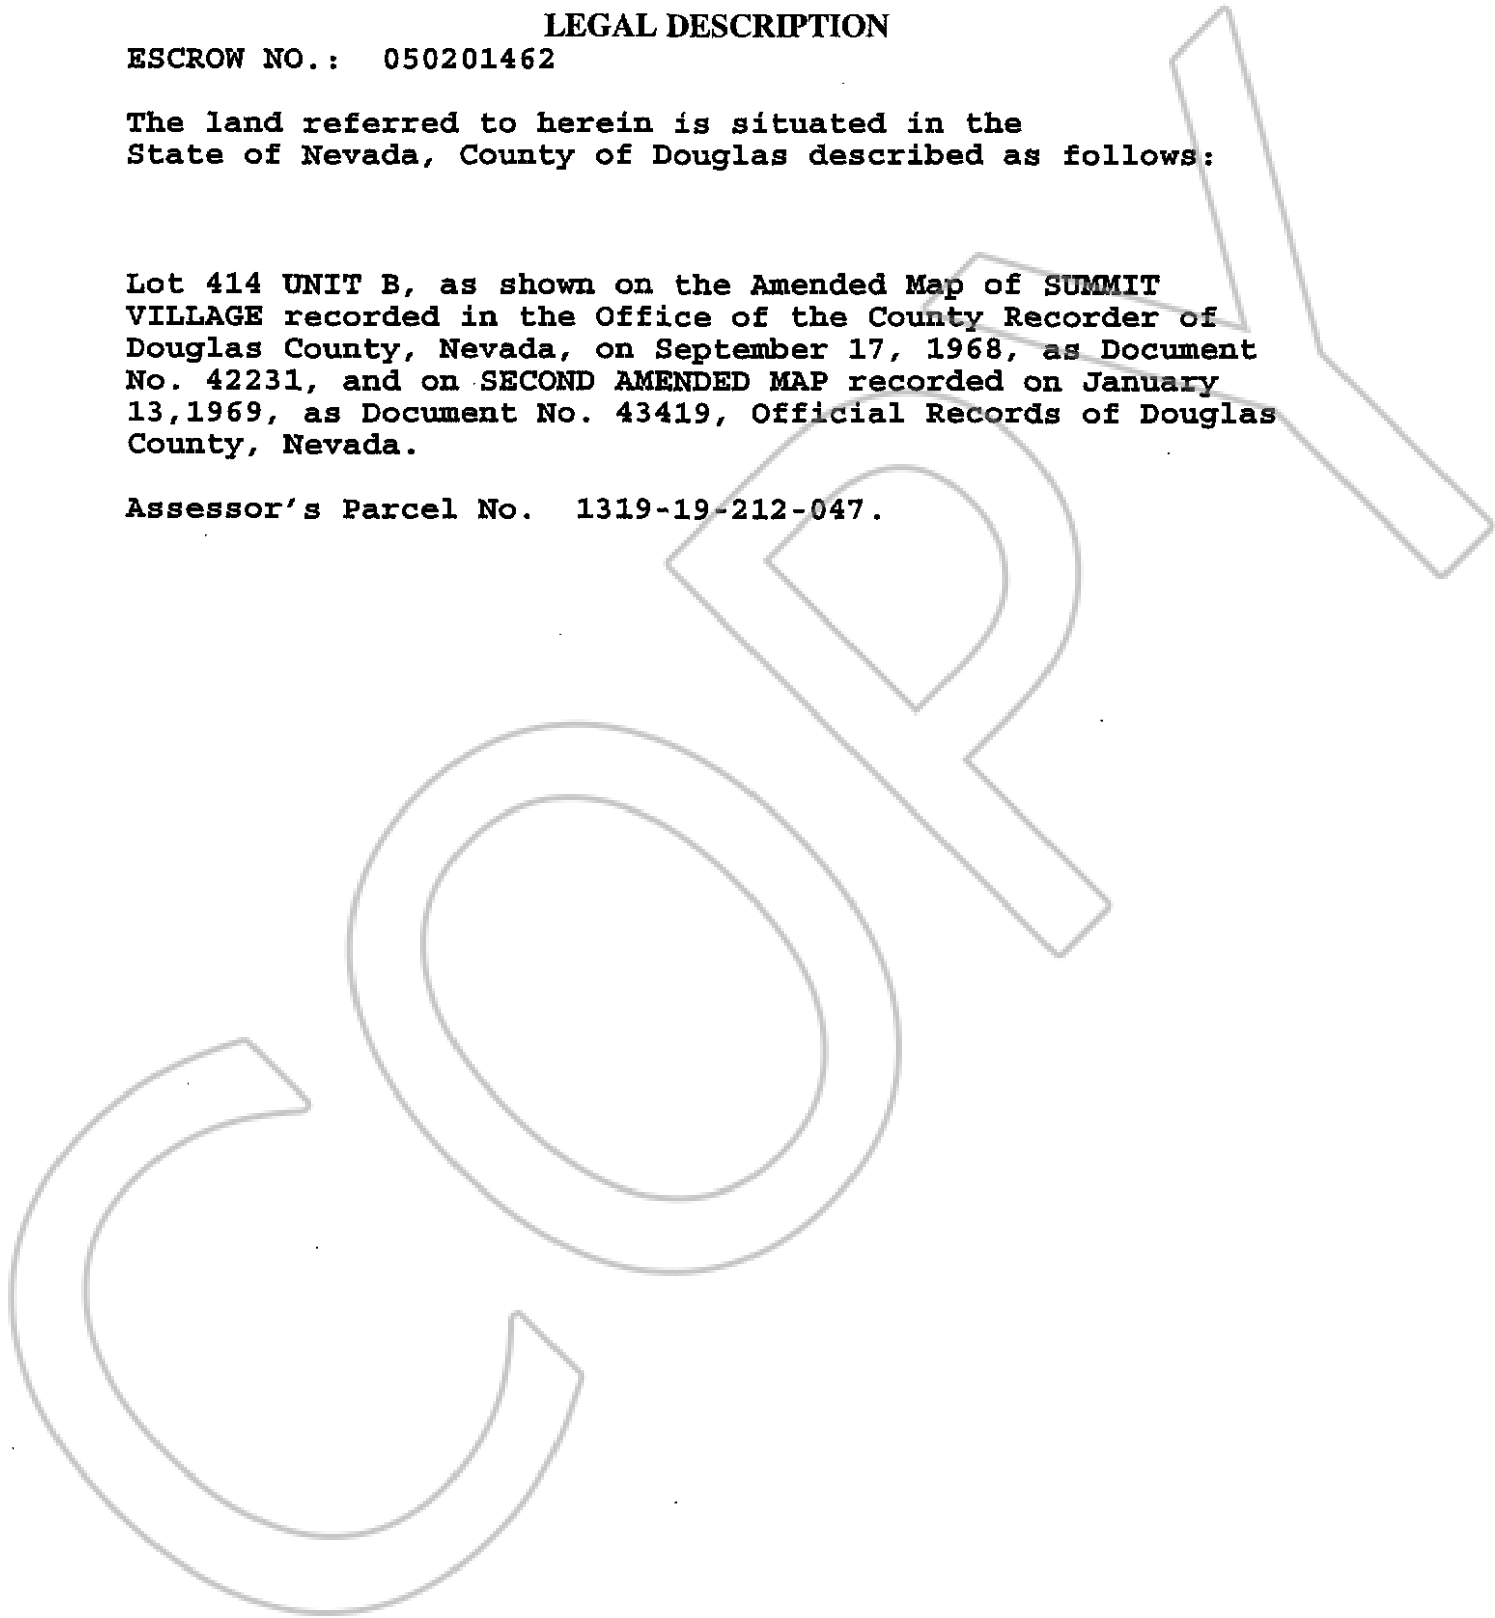 LEGAL DESCRIPTION
ESCROW NO.: 050201462
The land referred to herein is situated in the
State of Nevada, County of Douglas described as follows:
Lot 414 UNIT B, as shown on the Amended Map of SUMMIT
VILLAGE recorded in the Office of the County Recorder of
Douglas County, Nevada, on September 17, 1968, as Document
No. 42231, and on SECOND AMENDED MAP recorded on January
13,1969, as Document No. 43419, Official Records of Douglas
County, Nevada.
Assessor's Parcel No. 1319-19-212-047.
COPY